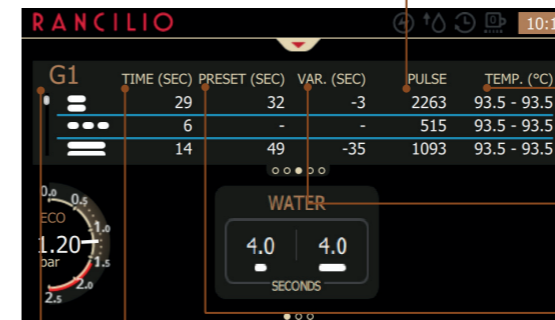 RANCILIO 10:1
G1 TIME (SEC) PRESET (SEC) VAR. (SEC) PULSE TEMP. (°C)
29 32 -3 2263 93.5 - 93.5
6 - - 515 93.5 - 93.5
14 49 -35 1093 93.5 - 93.5
0.0 0.5 1.0 1.5 2.0 2.5
ECO
1.20
bar
WATER
4.0 4.0
SECONDS